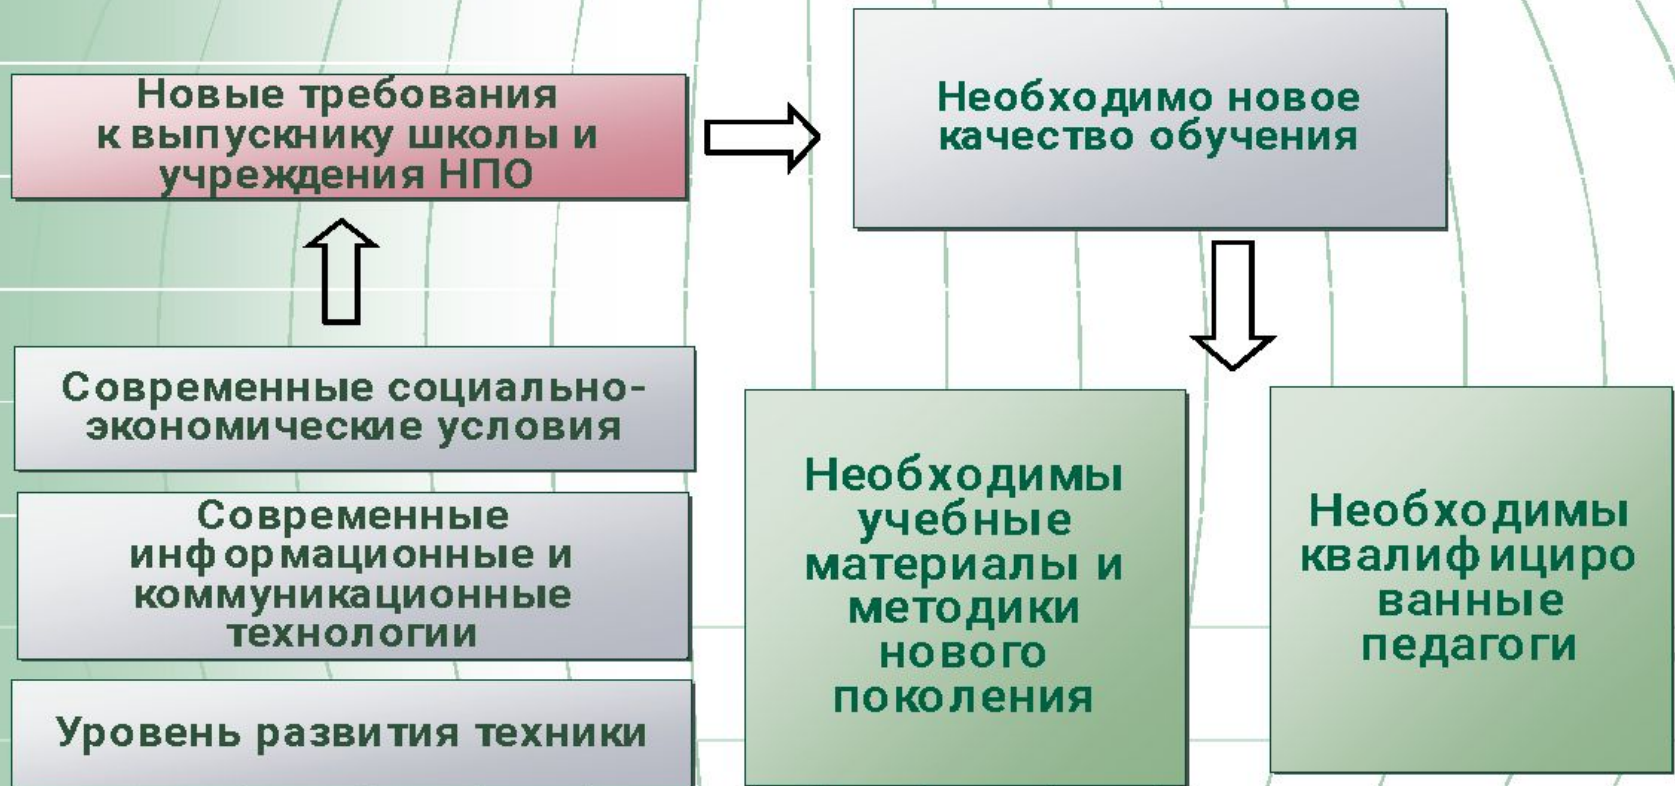 Новые требования
к выпускнику школы и
учреждения НПО
Необходимо новое
качество обучения
Современные социально-
экономические условия
Современные
информационные и
коммуникационные
технологии
Уровень развития техники
Необходимы
учебные
материалы и
методики
нового
поколения
Необходимы
квалифициро
ванные
педагоги